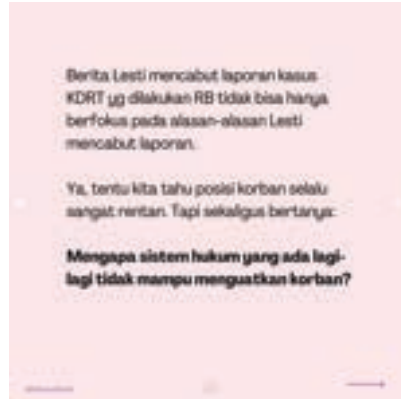 Berita Lesti mencabut laporan kasus
KDRT yg dilakukan RB tidak bisa hanya
berfokus pada alasan-alasan Lesti
mencabut laporan.
Ya, tentu kita tahu posisi korban selalu
sangat rentan. Tapi sekaligus bertanya:
Mengapa sistem hukum yang ada lagi-
lagi tidak mampu menguatkan korban?